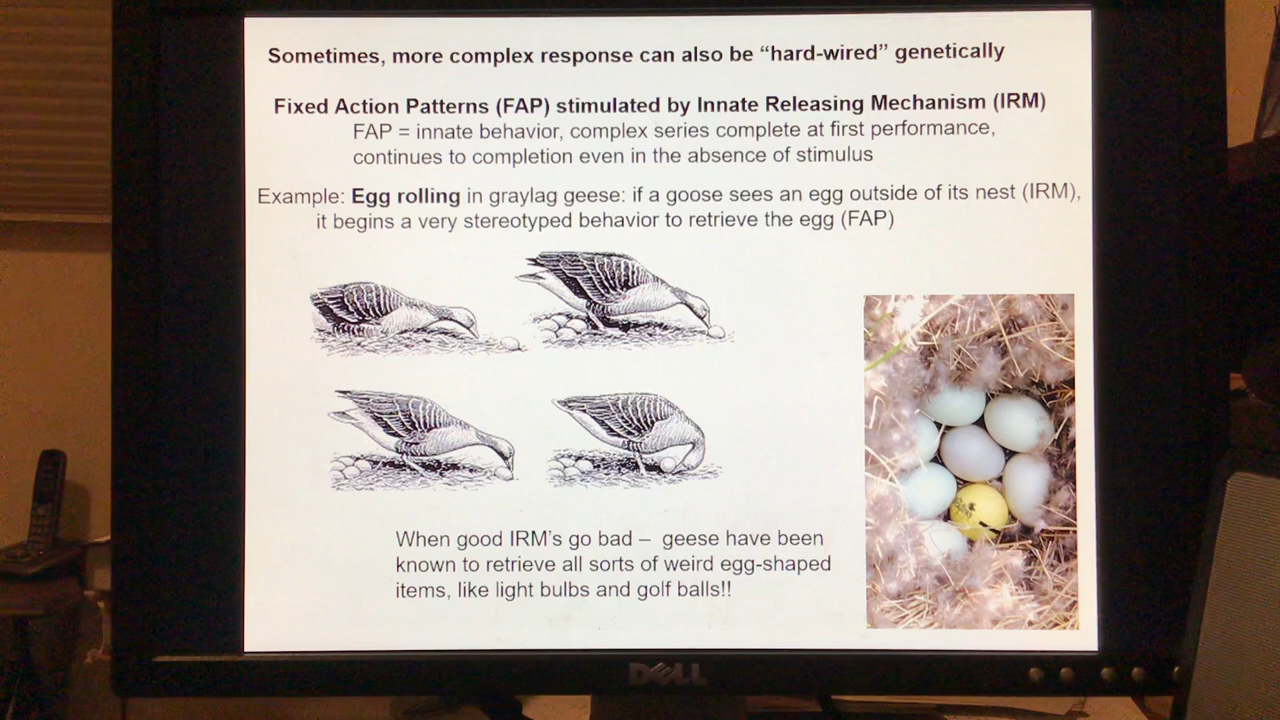 Sometimes, more complex response can also be “hard-wired” genetically
Fixed Action Patterns (FAP) stimulated by Innate Releasing Mechanism (IRM)
FAP = innate behavior, complex series complete at first performance,
continues to completion even in the absence of stimulus
Example: Egg rolling in graylag geese: if a goose sees an egg outside of its nest (IRM),
it begins a very stereotyped behavior to retrieve the egg (FAP)
When good IRM’s go bad – geese have been
known to retrieve all sorts of weird egg-shaped
items, like light bulbs and golf balls!!
DELL